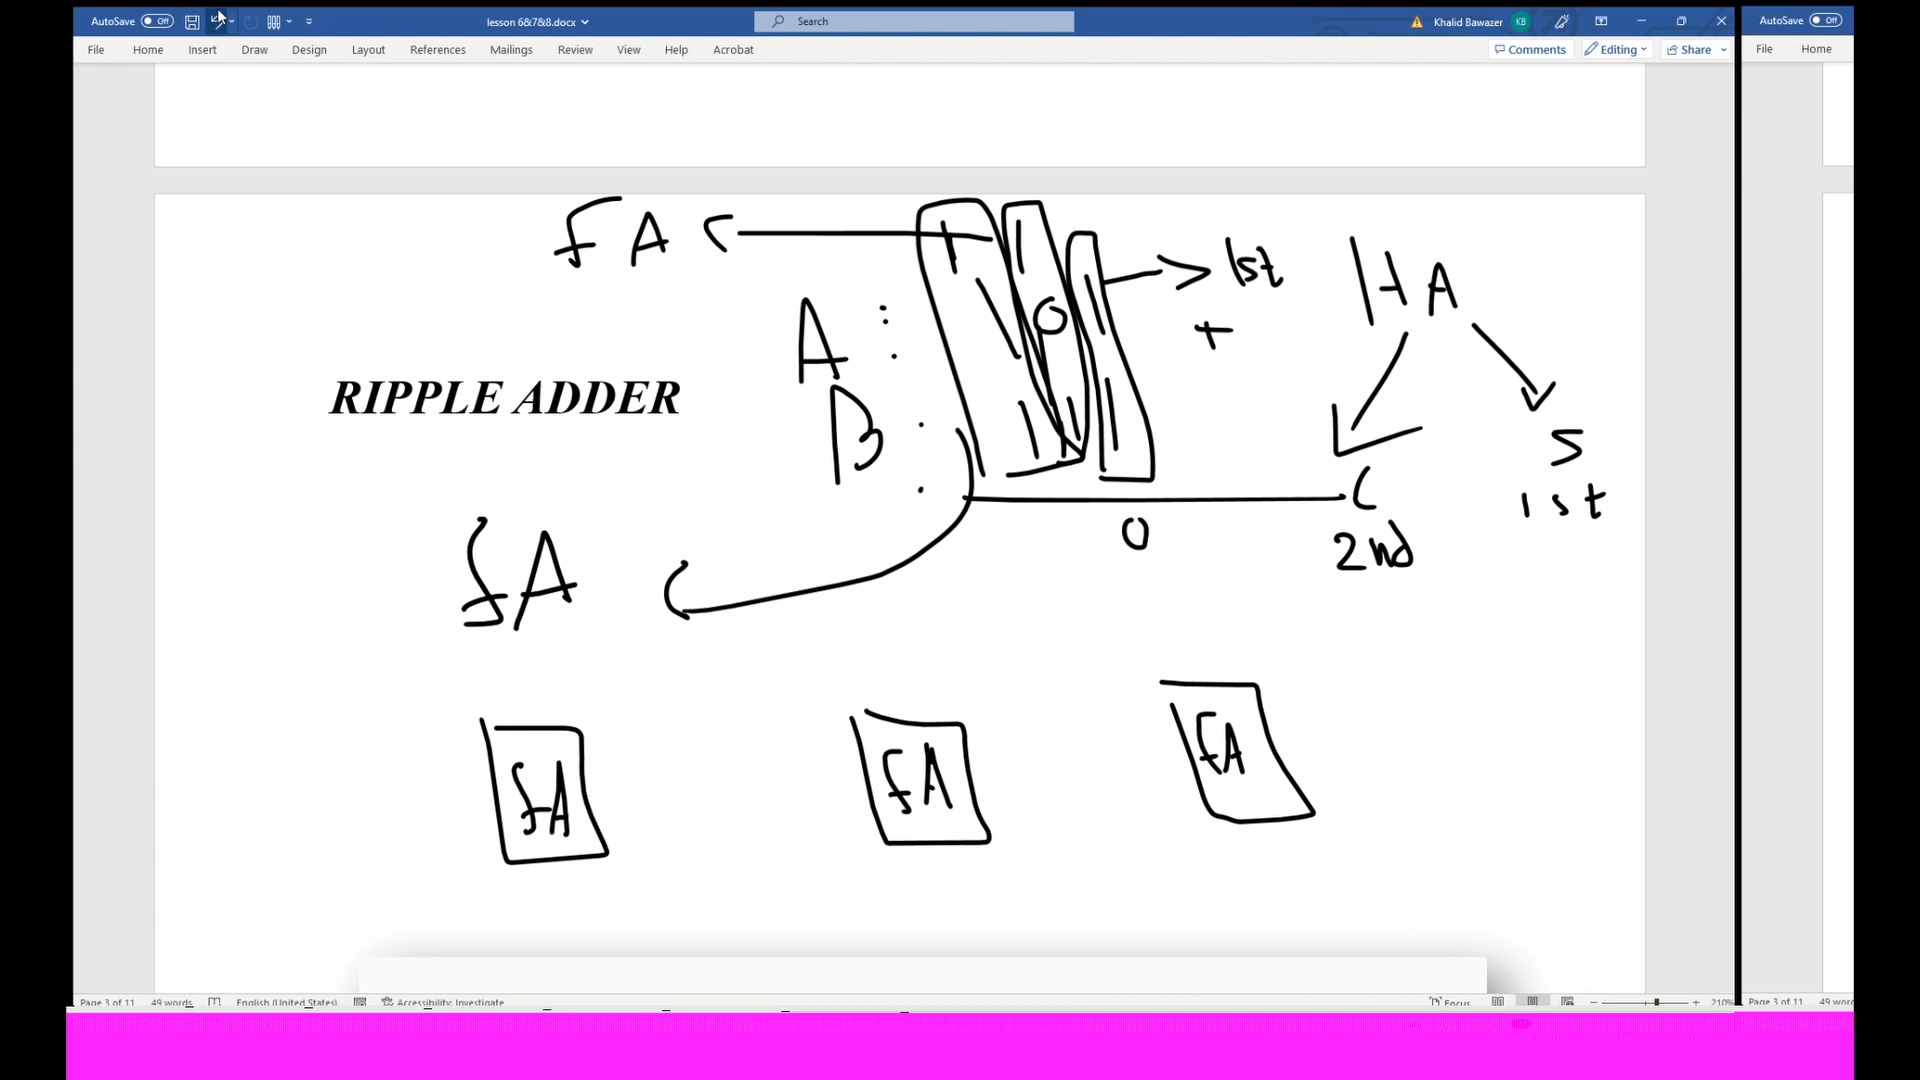 AutoSave Off lesson 6&7&8.docx Search Khalid Bawazer KB AutoSave Off
File Home Insert Draw Design Layout References Mailings Review View Help Acrobat Comments Editing Share File Home
FA
1st HA
+
A :
0
RIPPLE ADDER
B :
S
C
1st
0
2nd
FA
FA FA FA
Page 3 of 11 49 words English (United States) Accessibility: Investigate Focus 210% Page 3 of 11